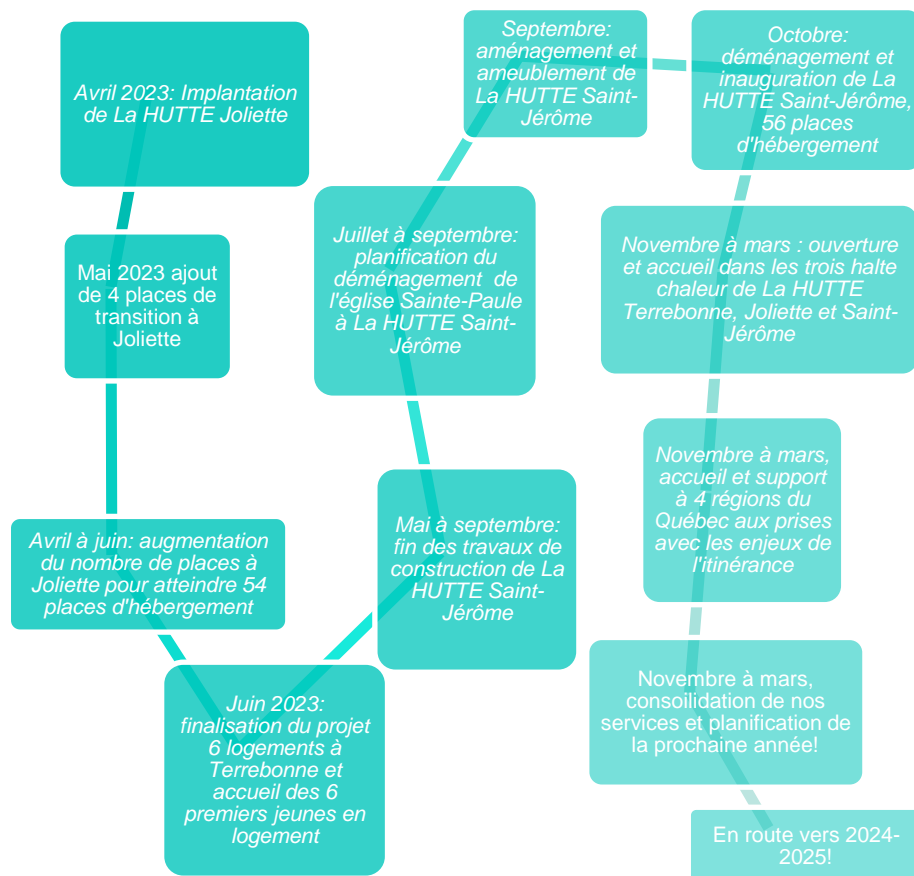 Avril 2023: Implantation
de La HUTTE Joliette
Mai 2023 ajout
de 4 places de
transition à
Joliette
Avril à juin: augmentation
du nombre de places à
Joliette pour atteindre 54
places d'hébergement
Juin 2023:
finalisation du projet
6 logements à
Terrebonne et
accueil des 6
premiers jeunes en
logement
Mai à septembre:
fin des travaux de
construction de La
HUTTE Saint-
Jérôme
Juillet à septembre:
planification du
déménagement de
l'église Sainte-Paule
à La HUTTE Saint-
Jérôme
Septembre:
aménagement et
ameublement de
La HUTTE Saint-
Jérôme
Octobre:
déménagement et
inauguration de La
HUTTE Saint-Jérôme,
56 places
d'hébergement
Novembre à mars : ouverture
et accueil dans les trois halte
chaleur de La HUTTE
Terrebonne, Joliette et Saint-
Jérôme
Novembre à mars,
accueil et support
à 4 régions du
Québec aux prises
avec les enjeux de
l'itinérance
Novembre à mars,
consoilidation de nos
services et planification de
la prochaine année!
En route vers 2024-
2025!